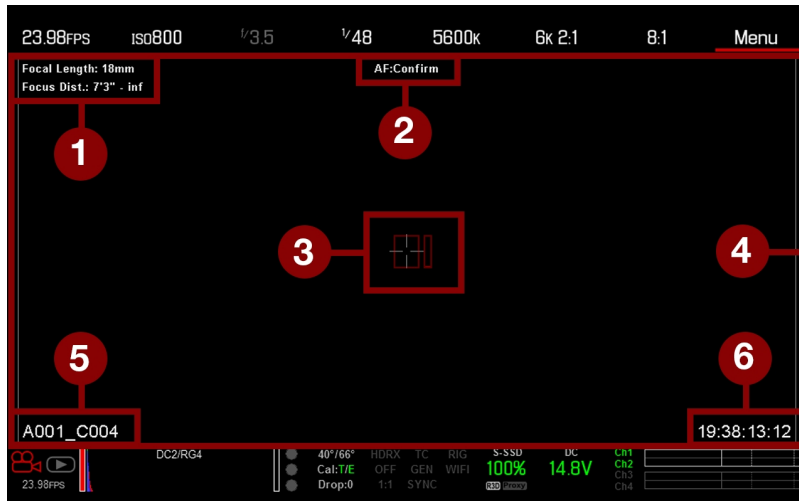 23.98FPS ISO800 f/3.5 1/48 5600K 6K 2:1 8:1 Menu
Focal Length: 18mm
Focus Dist.: 7'3" - inf
AF:Confirm
1
2
3
4
5
6
A001_C004
19:38:13:12
DC2/RG4
23.98FPS
40°/66° HDRX TC RIG
Cal:T/E OFF GEN WIFI
Drop:0 1:1 SYNC
S-SSD
100%
R3D Proxy
DC
14.8V
Ch1
Ch2
Ch3
Ch4